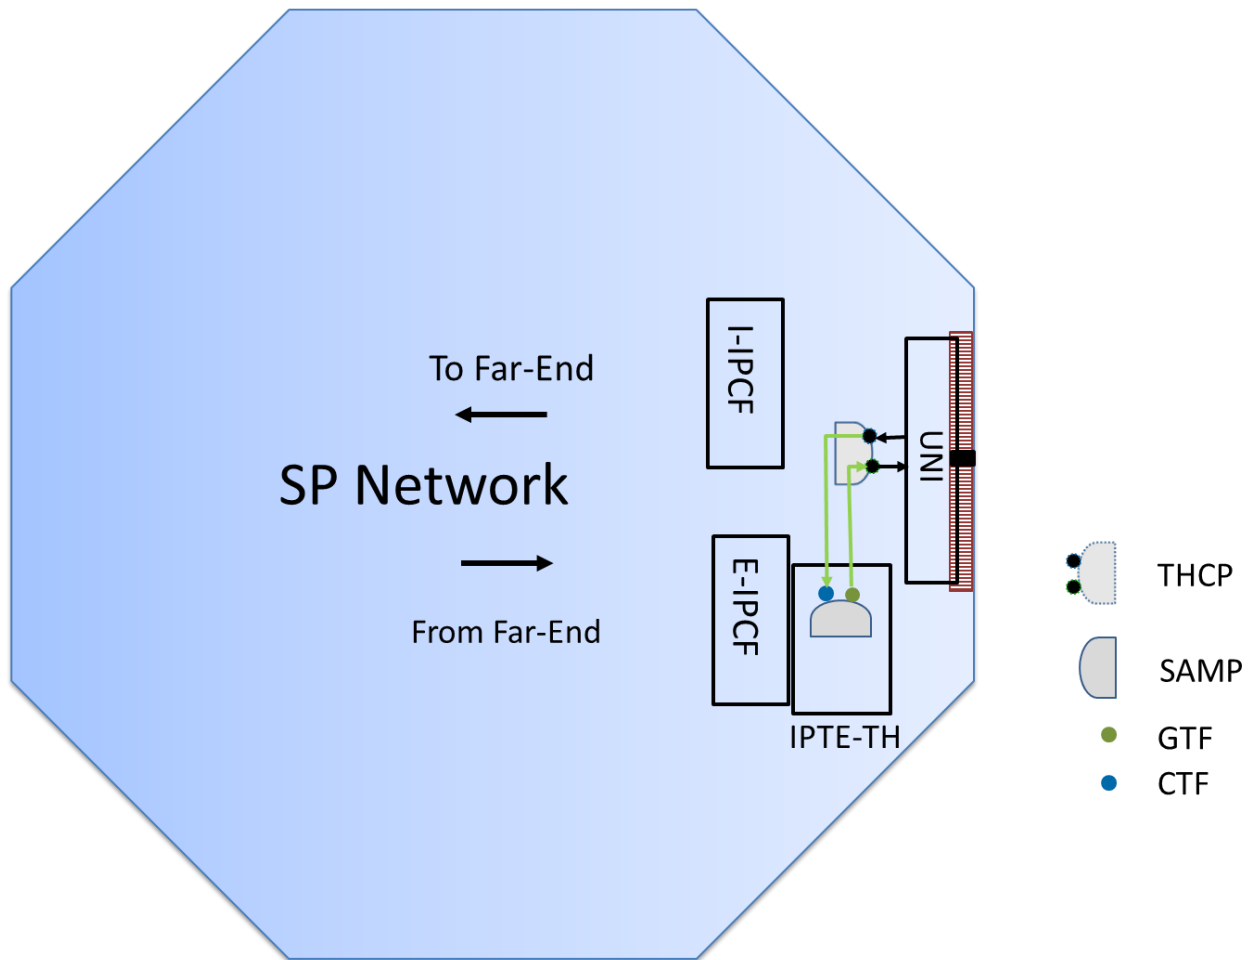 I-IPCF
To Far-End
UNI
SP Network
E-IPCF
From Far-End
IPTE-TH
THCP
SAMP
GTF
CTF